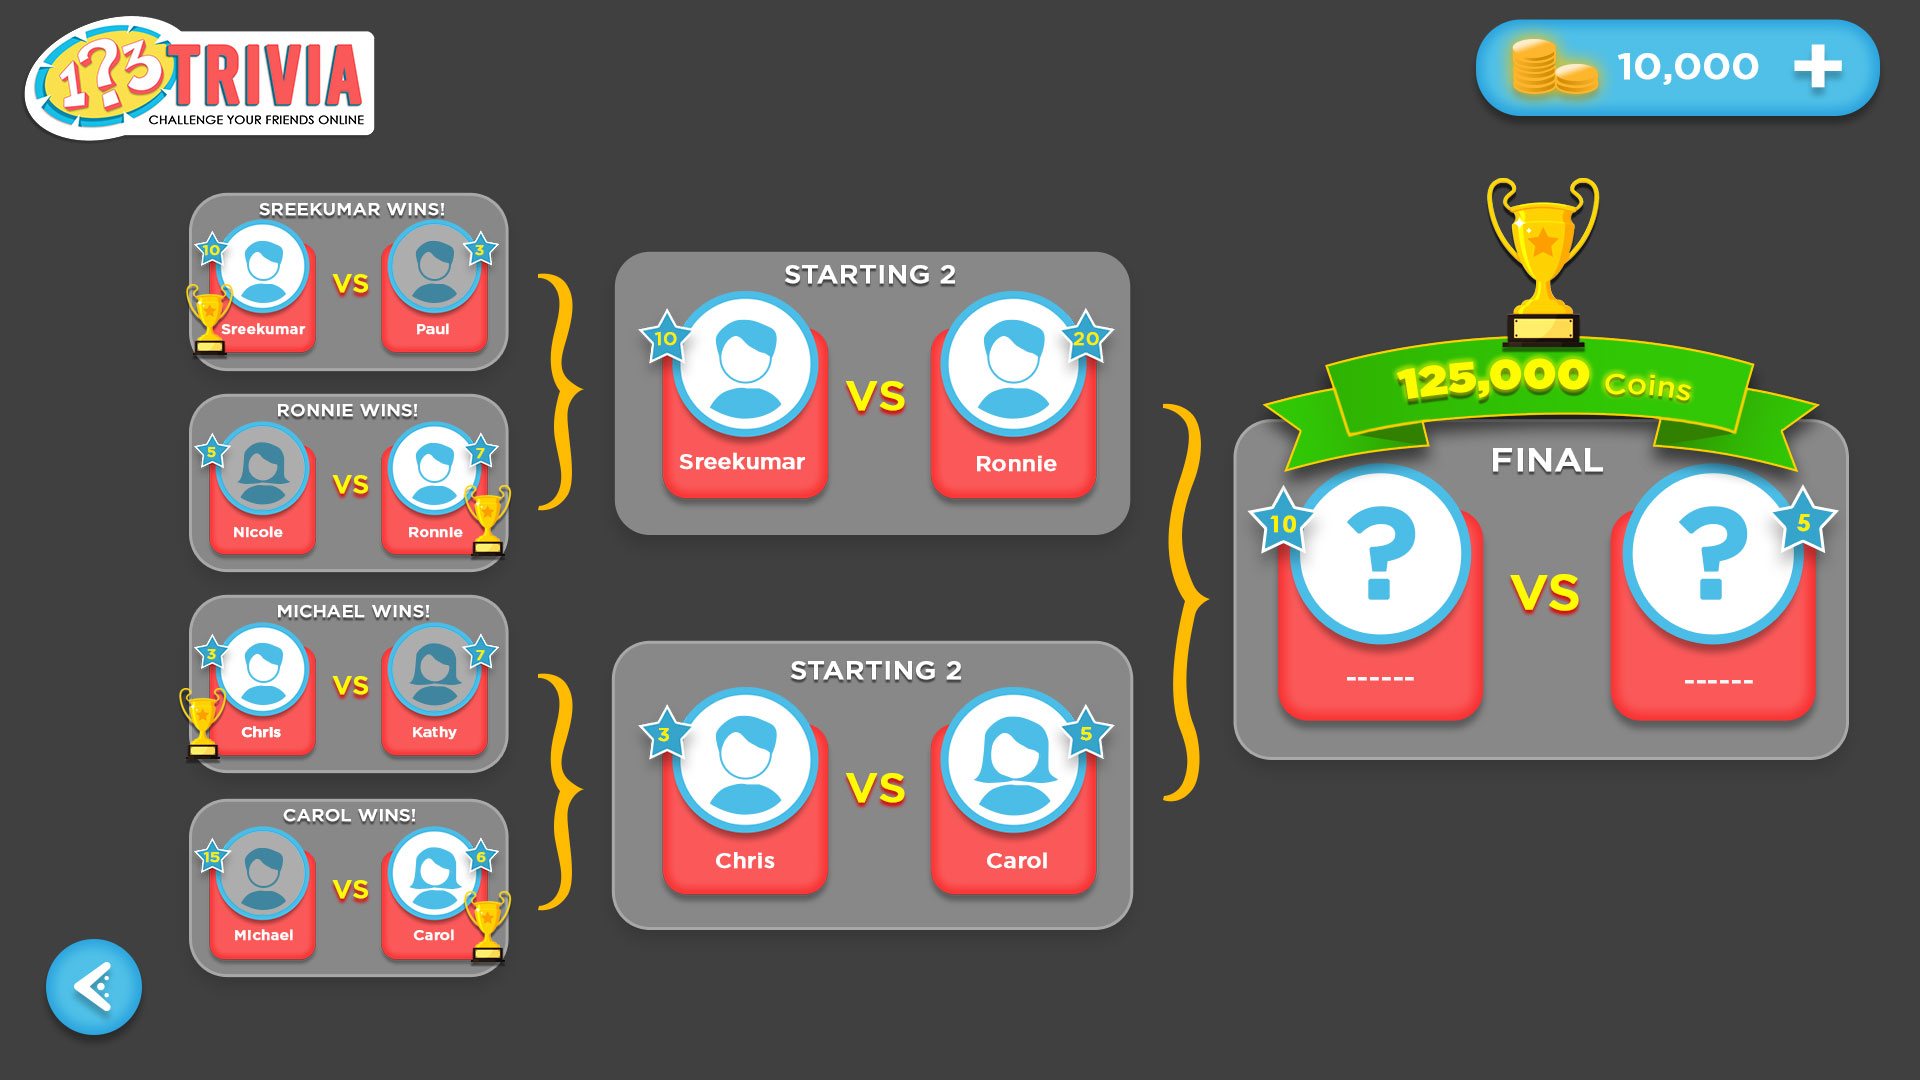 1?3 TRIVIA
CHALLENGE YOUR FRIENDS ONLINE
10,000 +
SREEKUMAR WINS!
10
VS
3
Sreekumar
Paul
RONNIE WINS!
5
VS
7
Nicole
Ronnie
MICHAEL WINS!
3
VS
7
Chris
Kathy
CAROL WINS!
15
VS
6
Michael
Carol
STARTING 2
10
VS
20
Sreekumar
Ronnie
STARTING 2
3
VS
5
Chris
Carol
125,000 Coins
FINAL
10
?
VS
?
5
------
------